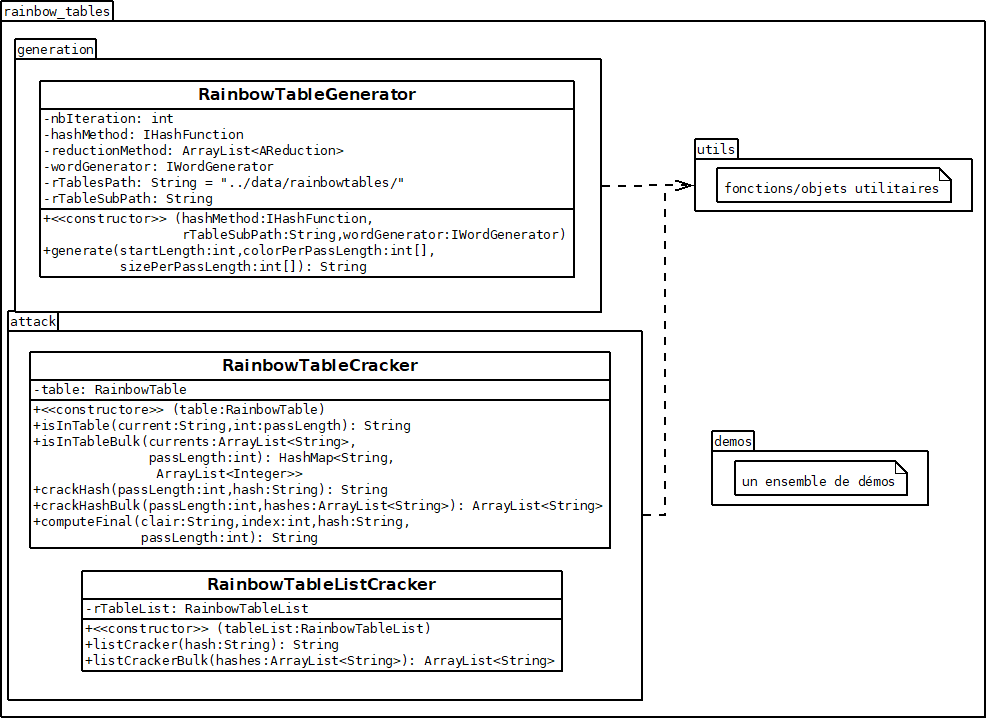 rainbow_tables
generation
RainbowTableGenerator
-nbIteration: int
-hashMethod: IHashFunction
-reductionMethod: ArrayList<AReduction>
-wordGenerator: IWordGenerator
-rTablesPath: String = "../data/rainbowtables/"
-rTableSubPath: String
+<<constructor>> (hashMethod:IHashFunction,
rTableSubPath:String,wordGenerator:IWordGenerator)
+generate(startLength:int,colorPerPassLength:int[],
sizePerPassLength:int[]): String
utils
fonctions/objets utilitaires
attack
RainbowTableCracker
-table: RainbowTable
+<<constructore>> (table:RainbowTable)
+isInTable(current:String,int:passLength): String
+isInTableBulk(currents:ArrayList<String>,
passLength:int): HashMap<String,
ArrayList<Integer>>
+crackHash(passLength:int,hash:String): String
+crackHashBulk(passLength:int,hashes:ArrayList<String>): ArrayList<String>
+computeFinal(clair:String,index:int,hash:String,
passLength:int): String
demos
un ensemble de démos
RainbowTableListCracker
-rTableList: RainbowTableList
+<<constructor>> (tableList:RainbowTableList)
+listCracker(hash:String): String
+listCrackerBulk(hashes:ArrayList<String>): ArrayList<String>